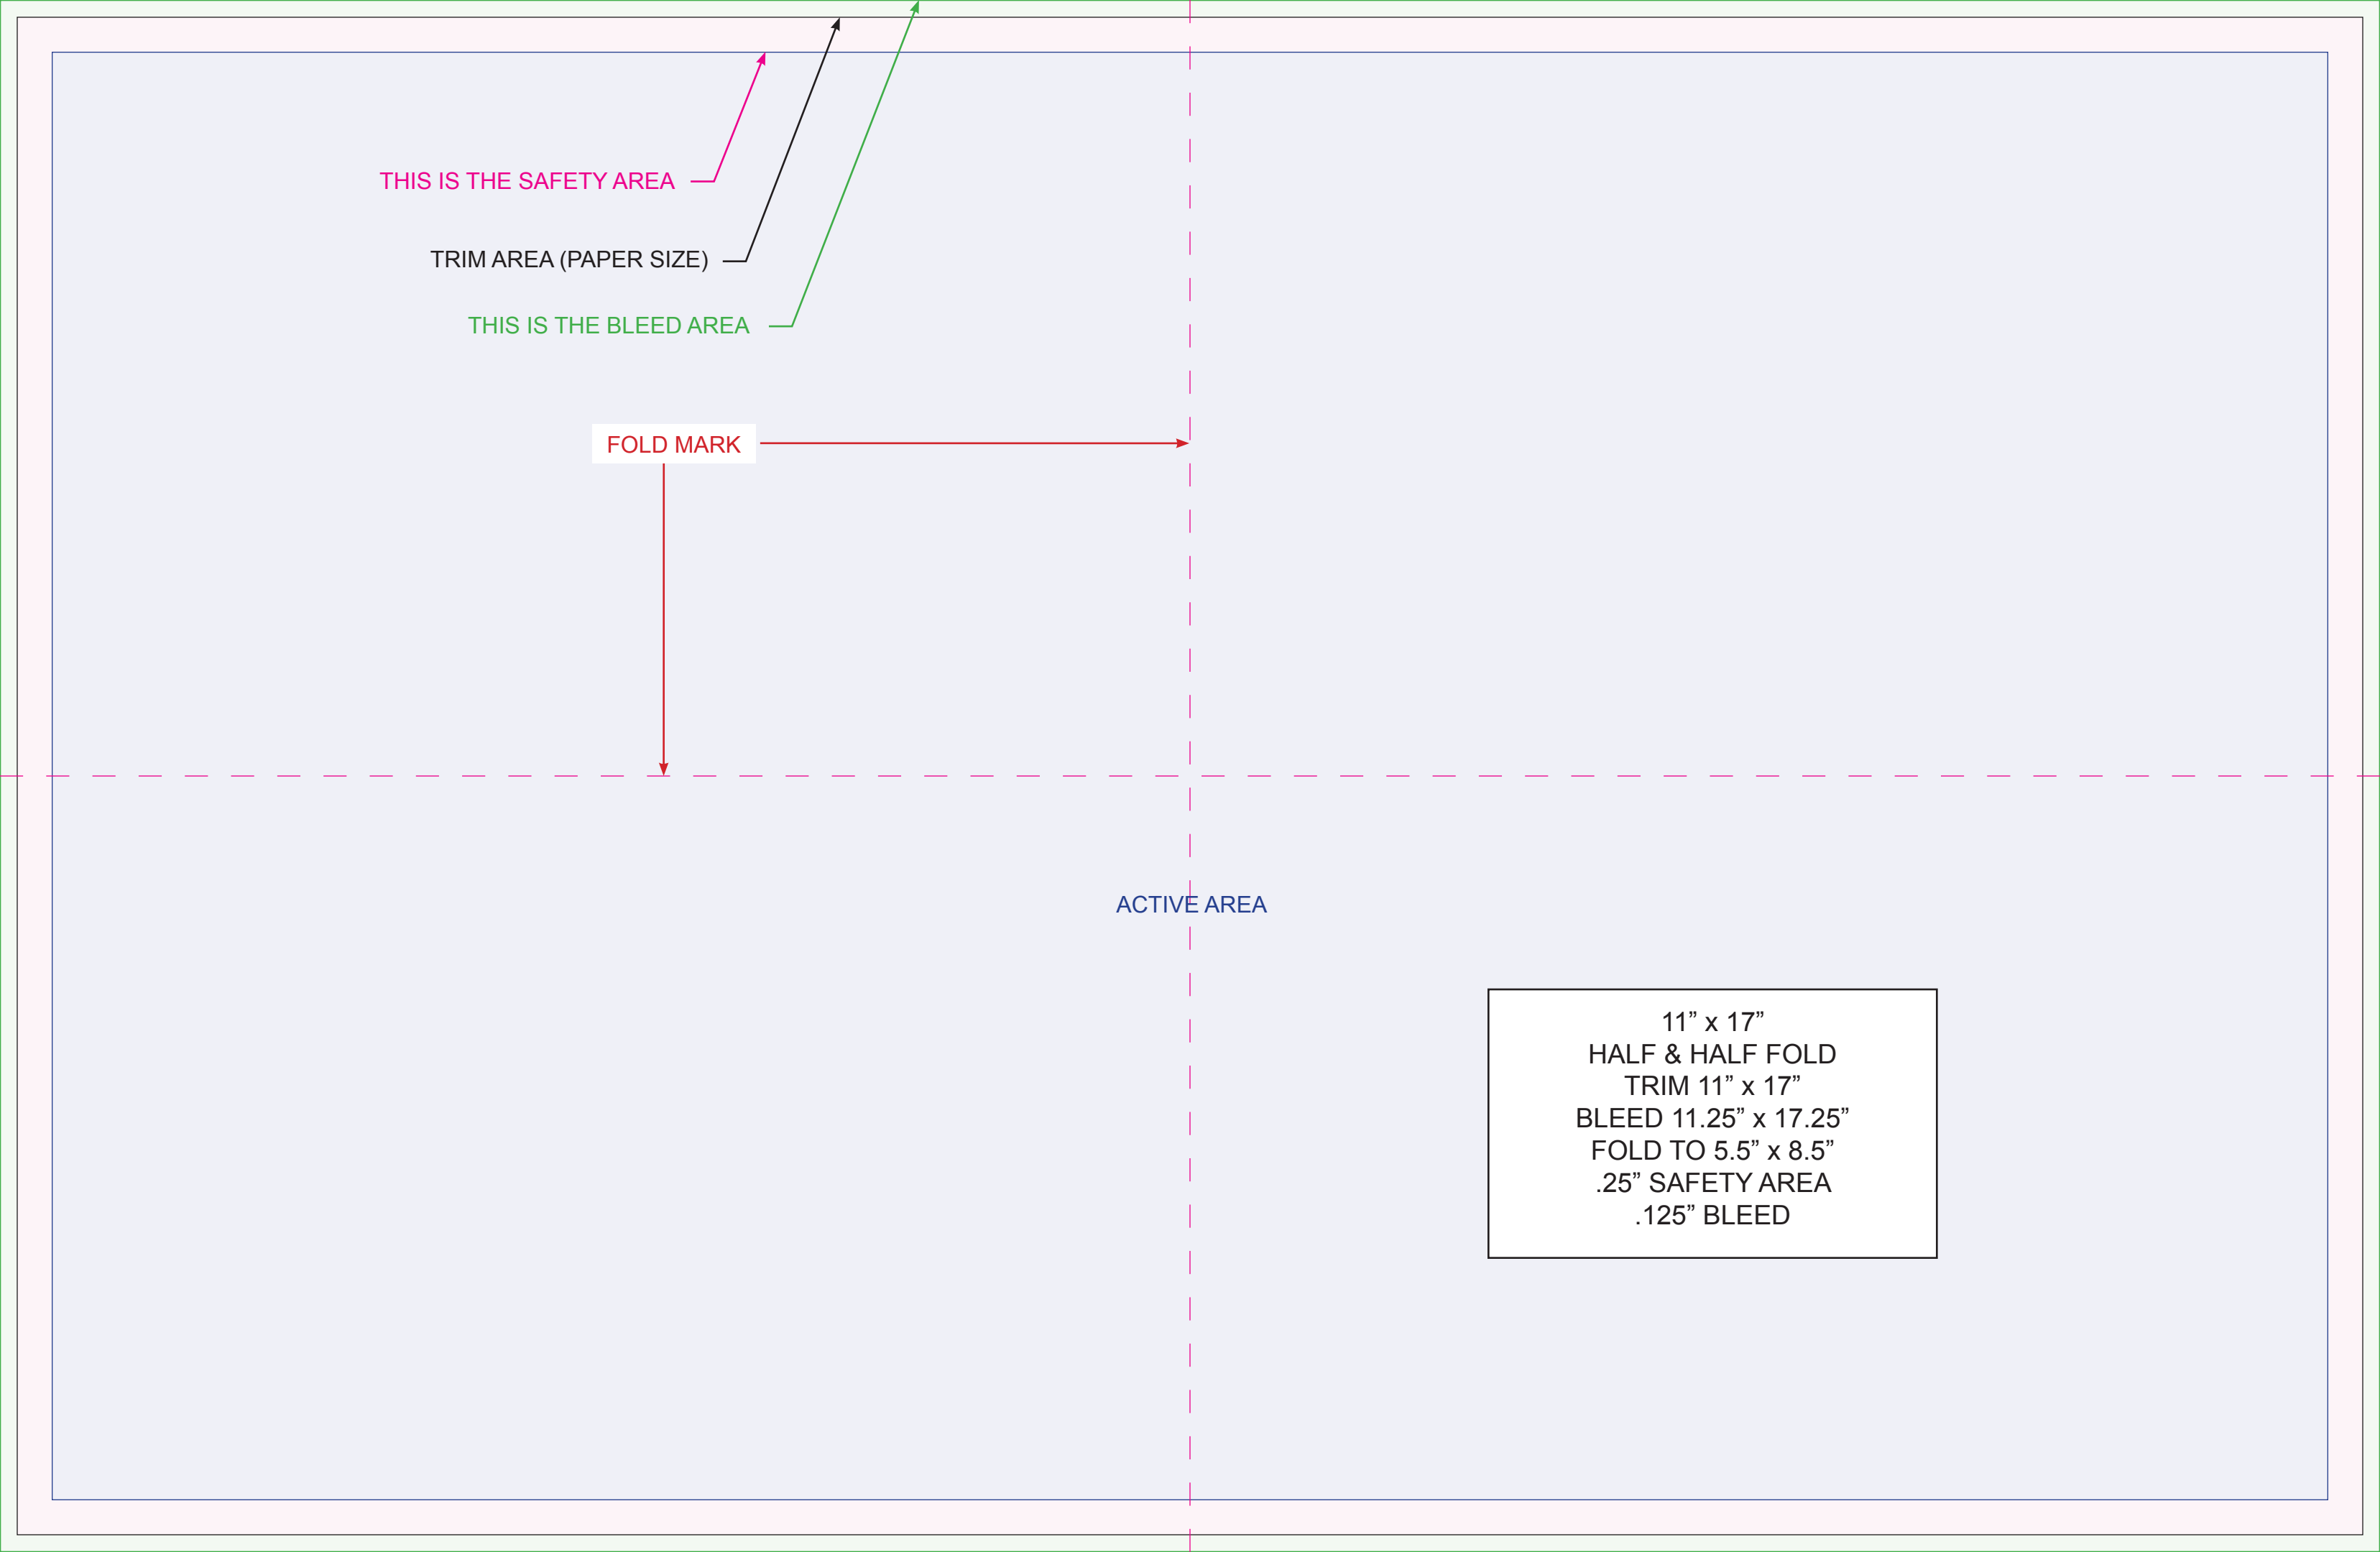 THIS IS THE SAFETY AREA
TRIM AREA (PAPER SIZE)
THIS IS THE BLEED AREA
FOLD MARK
ACTIVE AREA
11” x 17”
HALF & HALF FOLD
TRIM 11” x 17”
BLEED 11.25” x 17.25”
FOLD TO 5.5” x 8.5”
.25” SAFETY AREA
.125” BLEED